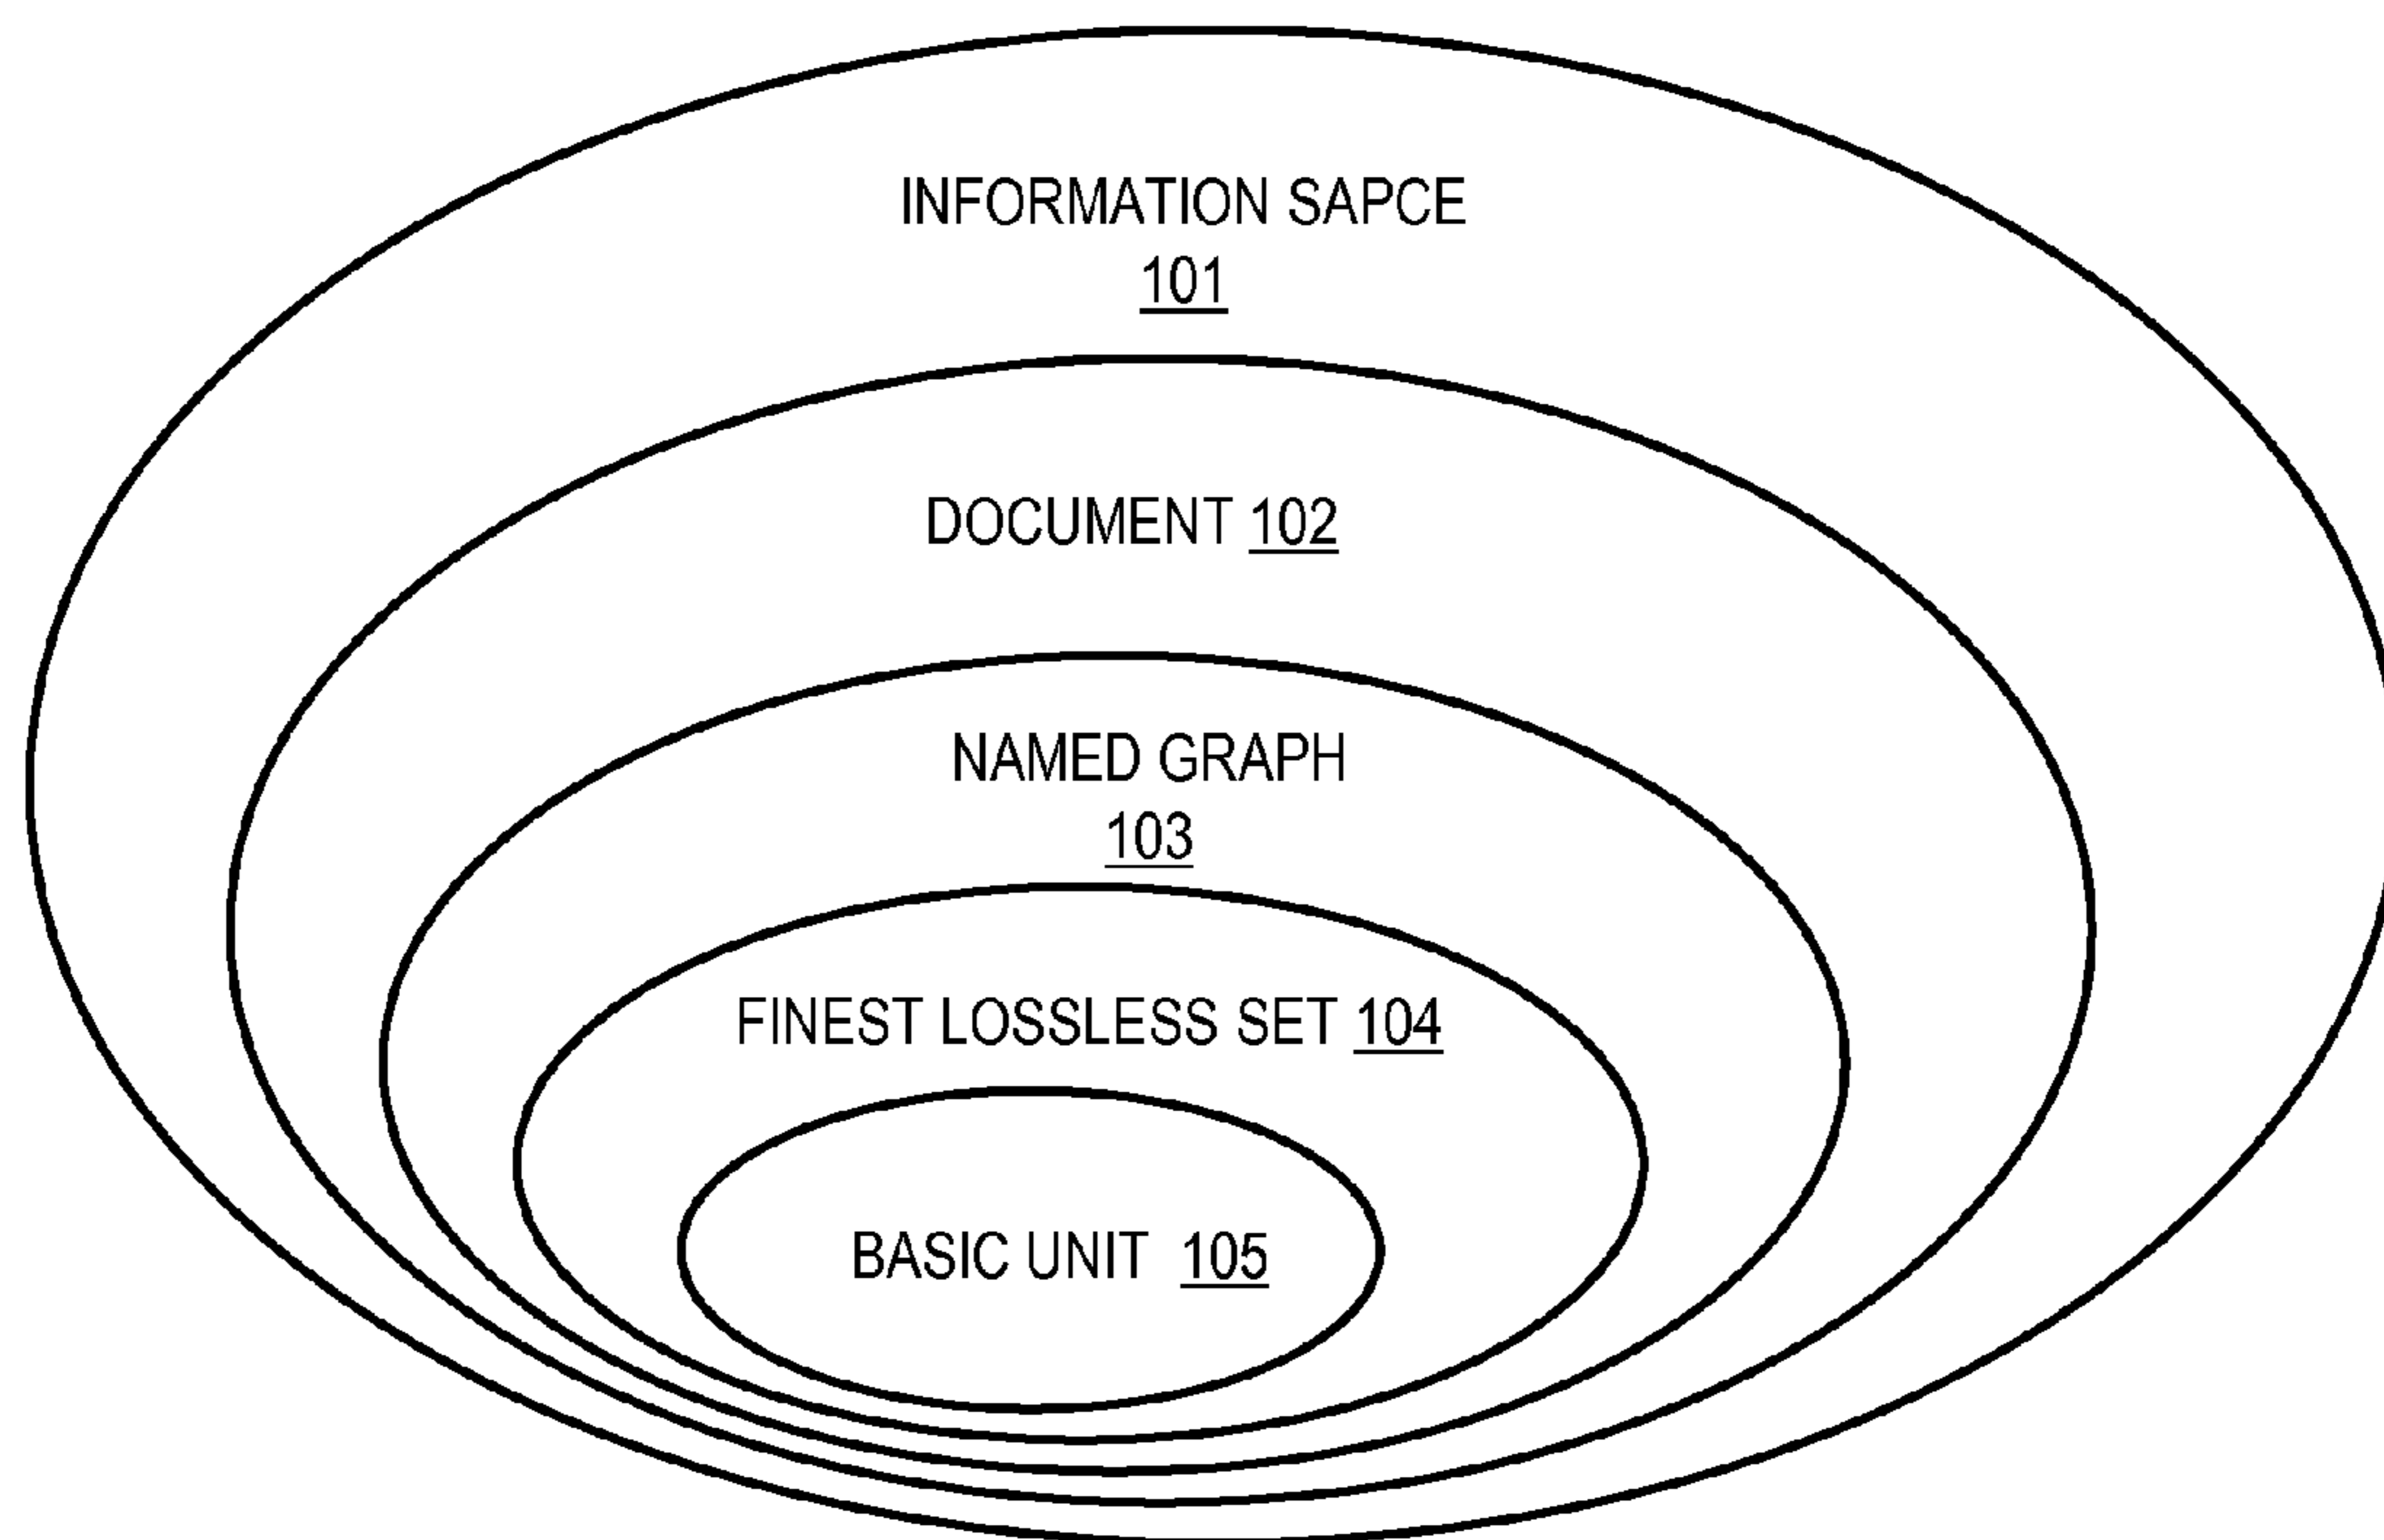 INFORMATION SAPCE
101
DOCUMENT 102
NAMED GRAPH
103
FINEST LOSSLESS SET 104
BASIC UNIT 105